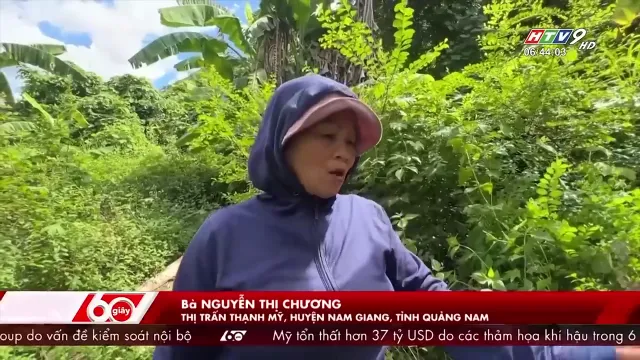 HTV9 HD
06:44:03
60 giây
Bà NGUYỄN THỊ CHƯƠNG
THỊ TRẤN THẠNH MỸ, HUYỆN NAM GIANG, TỈNH QUẢNG NAM
oup do vấn đề kiểm soát nội bộ Mỹ tổn thất hơn 37 tỷ USD do các thảm họa khí hậu trong 6